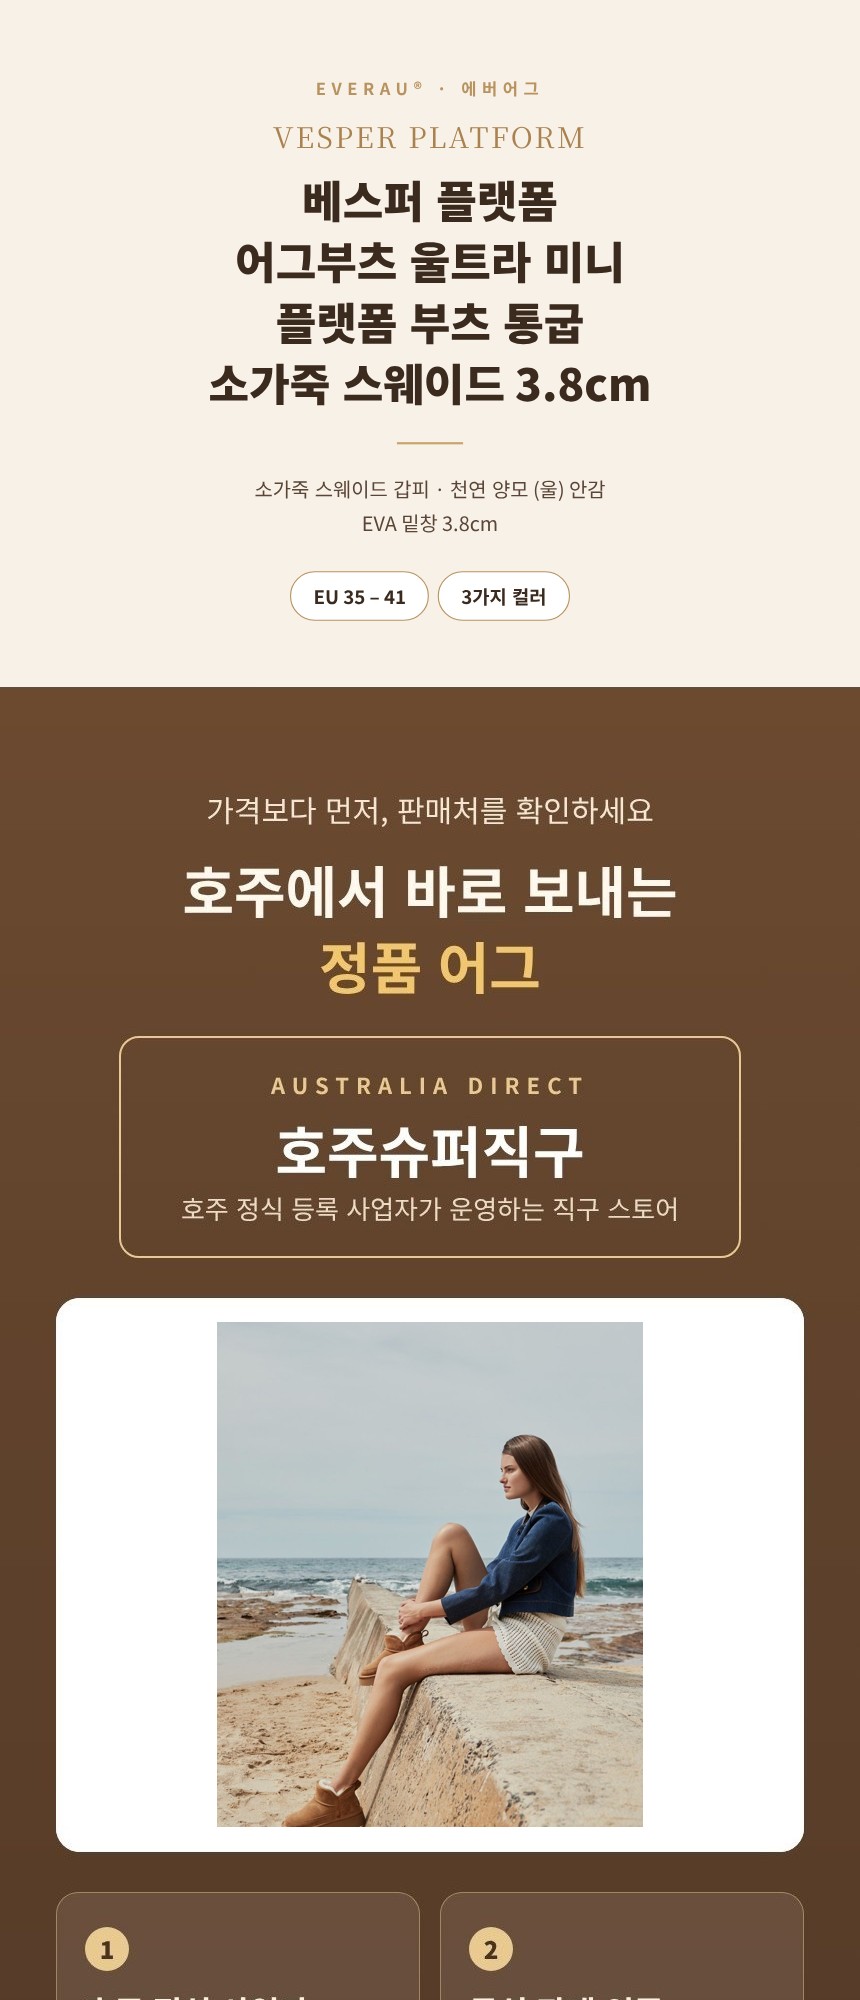 EVERAU® · 에버어그
VESPER PLATFORM
베스퍼 플랫폼
어그부츠 울트라 미니
플랫폼 부츠 통굽
소가죽 스웨이드 3.8cm
소가죽 스웨이드 갑피 · 천연 양모 (울) 안감
EVA 밑창 3.8cm
EU 35 – 41
3가지 컬러
가격보다 먼저, 판매처를 확인하세요
호주에서 바로 보내는
정품 어그
AUSTRALIA DIRECT
호주슈퍼직구
호주 정식 등록 사업자가 운영하는 직구 스토어
1
2